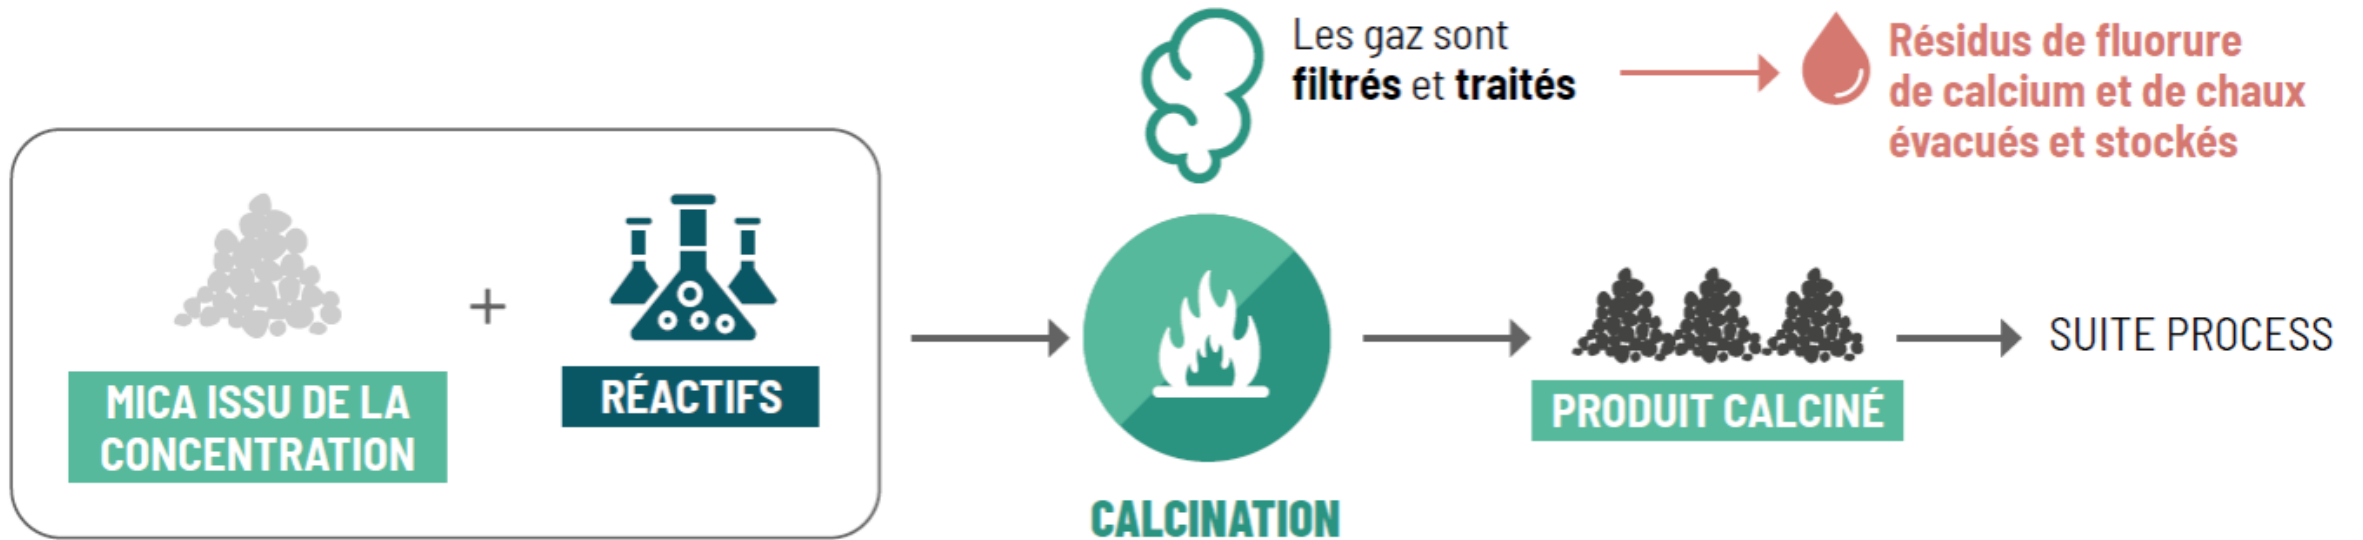 Les gaz sont
filtrés et traités
Résidus de fluorure
de calcium et de chaux
évacués et stockés
MICA ISSU DE LA
CONCENTRATION
+
RÉACTIFS
CALCINATION
PRODUIT CALCINÉ
SUITE PROCESS